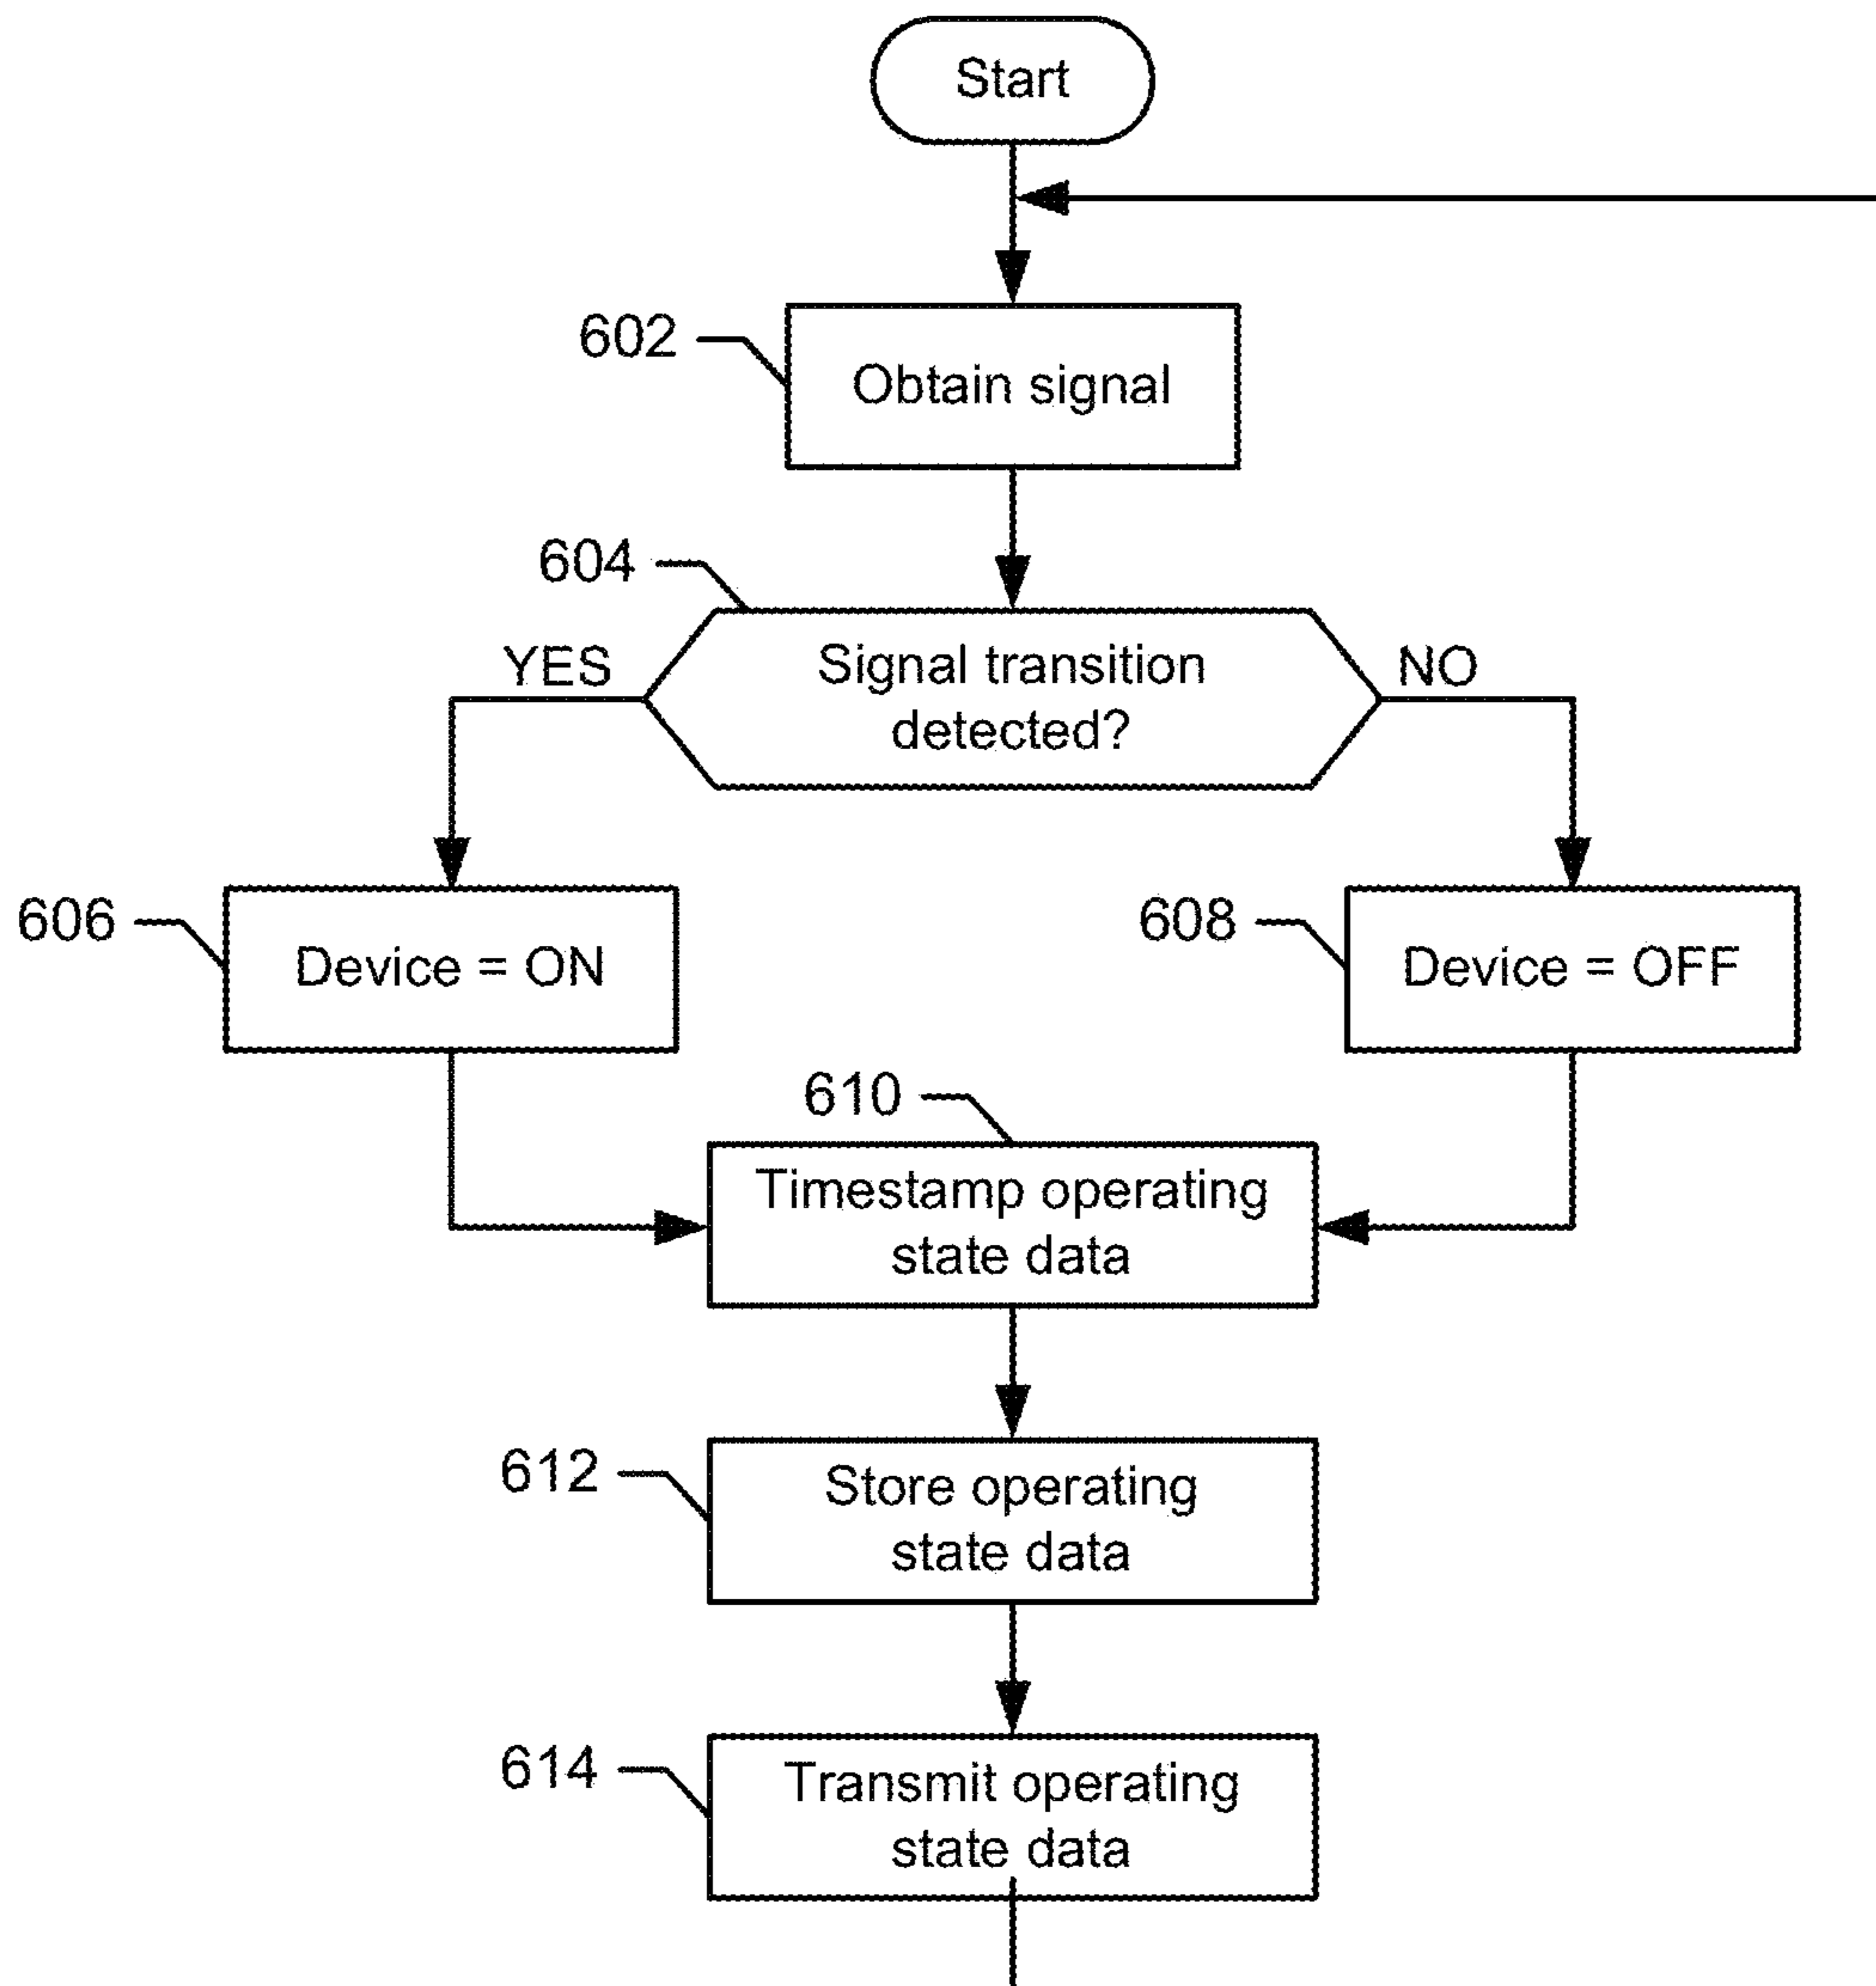 Start
602
Obtain signal
604
YES
Signal transition
detected?
NO
606
Device = ON
608
Device = OFF
610
Timestamp operating
state data
612
Store operating
state data
614
Transmit operating
state data